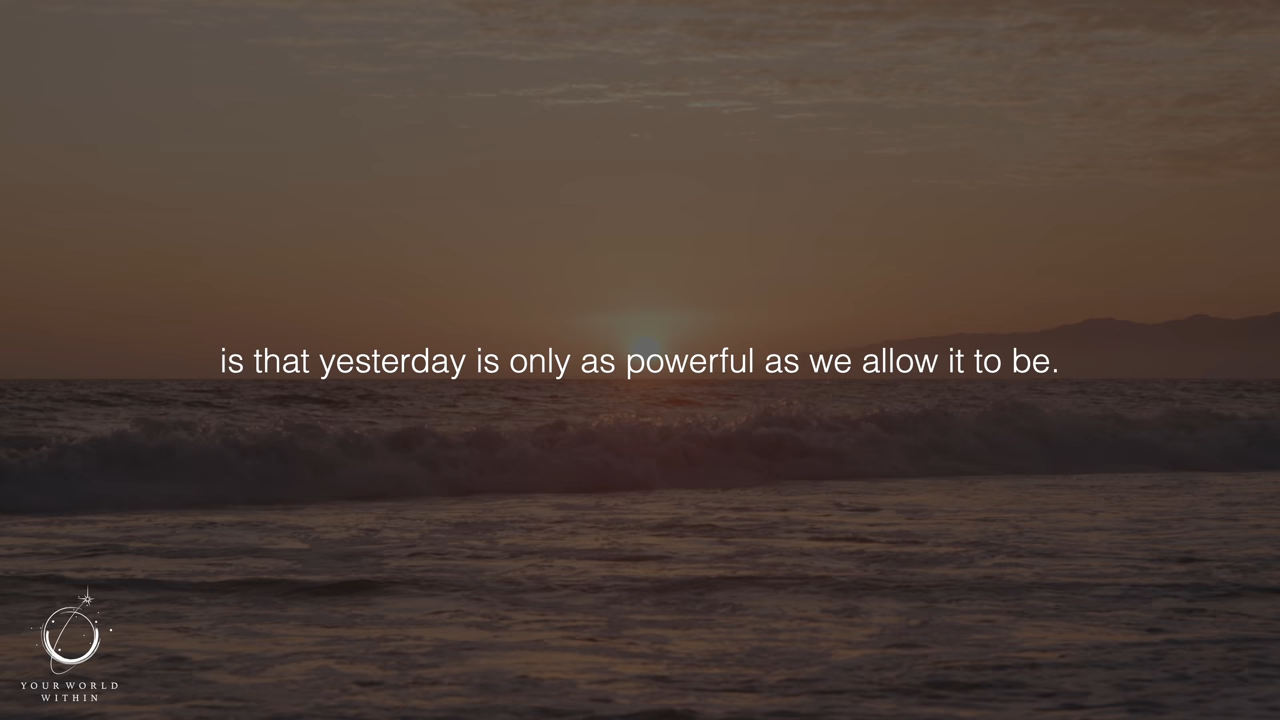 is that yesterday is only as powerful as we allow it to be.
YOUR WORLD
WITHIN